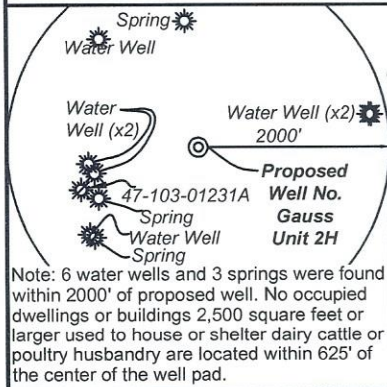 Spring
Water Well
Water
Well (x2)
Water Well (x2)
2000'
Proposed
Well No.
Gauss
Unit 2H
47-103-01231A
Spring
Water Well
Spring
Note: 6 water wells and 3 springs were found
within 2000' of proposed well. No occupied
dwellings or buildings 2,500 square feet or
larger used to house or shelter dairy cattle or
poultry husbandry are located within 625' of
the center of the well pad.